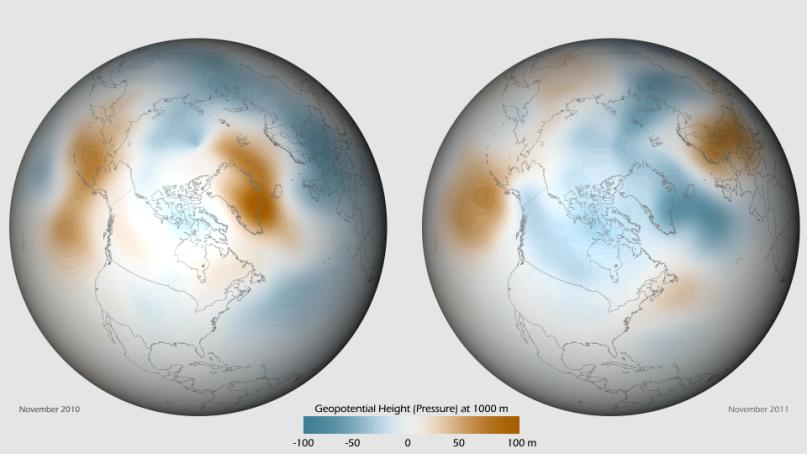 November 2010
Geopotential Height (Pressure) at 1000 m
November 2011
-100 -50 0 50 100 m